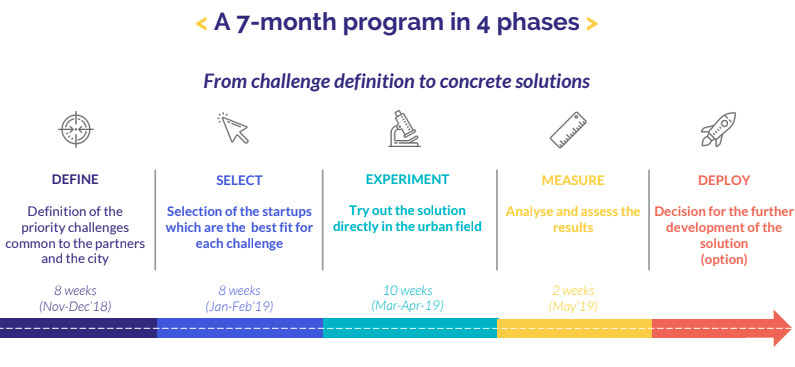 < A 7-month program in 4 phases >
From challenge definition to concrete solutions
DEFINE
Definition of the
priority challenges
common to the partners
and the city
8 weeks
(Nov-Dec'18)
SELECT
Selection of the startups
which are the best fit for
each challenge
8 weeks
(Jan-Feb'19)
EXPERIMENT
Try out the solution
directly in the urban field
10 weeks
(Mar-Apr-19)
MEASURE
Analyse and assess the
results
2 weeks
(May'19)
DEPLOY
Decision for the further
development of the
solution
(option)